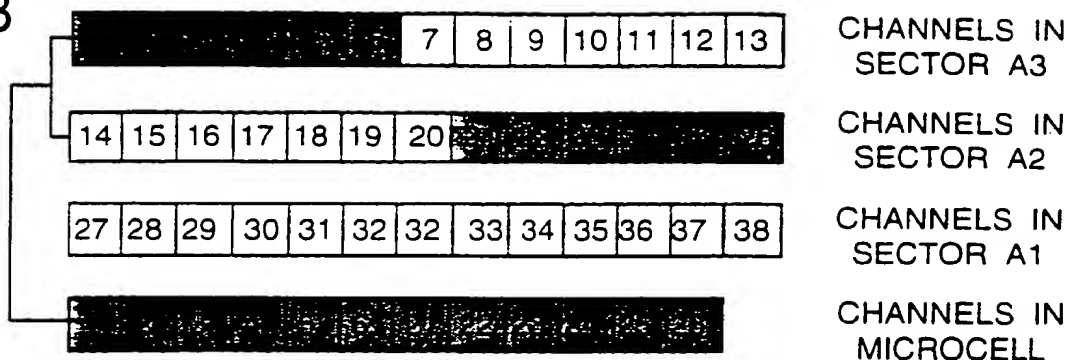 7 8 9 10 11 12 13 CHANNELS IN
SECTOR A3
14 15 16 17 18 19 20 CHANNELS IN
SECTOR A2
27 28 29 30 31 32 32 33 34 35 36 37 38 CHANNELS IN
SECTOR A1
CHANNELS IN
MICROCELL